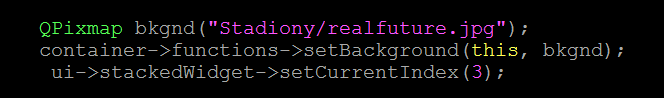 QPixmap bkgnd("Stadiony/realfuture.jpg");
container->functions->setBackground(this, bkgnd);
ui->stackedWidget->setCurrentIndex(3);